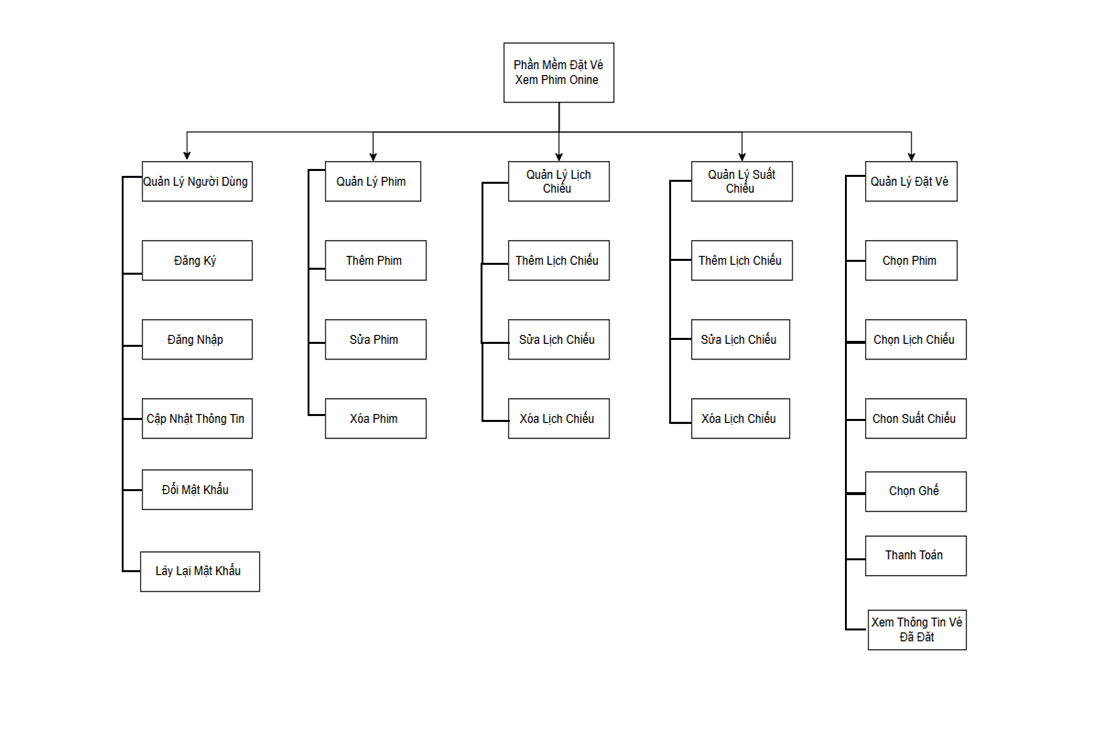 Phần Mềm Đặt Vé
Xem Phim Onine
Quản Lý Người Dùng
Đăng Ký
Đăng Nhập
Cập Nhật Thông Tin
Đổi Mật Khẩu
Láy Lại Mật Khẩu
Quản Lý Phim
Thêm Phim
Sửa Phim
Xóa Phim
Quản Lý Lịch
Chiếu
Thêm Lịch Chiếu
Sửa Lịch Chiếu
Xóa Lịch Chiếu
Quản Lý Suất
Chiếu
Thêm Lịch Chiếu
Sửa Lịch Chiếu
Xóa Lịch Chiếu
Quản Lý Đặt Vé
Chọn Phim
Chọn Lịch Chiếu
Chon Suất Chiếu
Chọn Ghế
Thanh Toán
Xem Thông Tin Vé
Đã Đăt